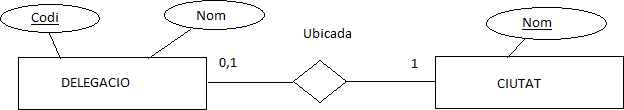 Codi
Nom
Nom
Ubicada
0,1
1
DELEGACIO
CIUTAT